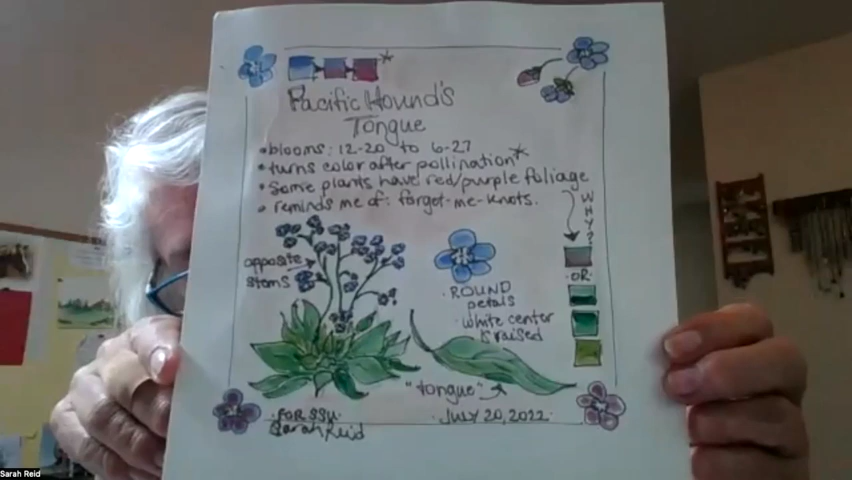 *
Pacific Hound's
Tongue
• blooms: 12-20 to 6-27
• turns color after pollination*
• Some plants have red/purple foliage
• reminds me of: forget-me-knots.
WHY?
OR
opposite
stems
• ROUND
petals
• white center
is raised
"tongue"
• FOR SSU •
Sarah Reid
• JULY 20, 2022 •
Sarah Reid